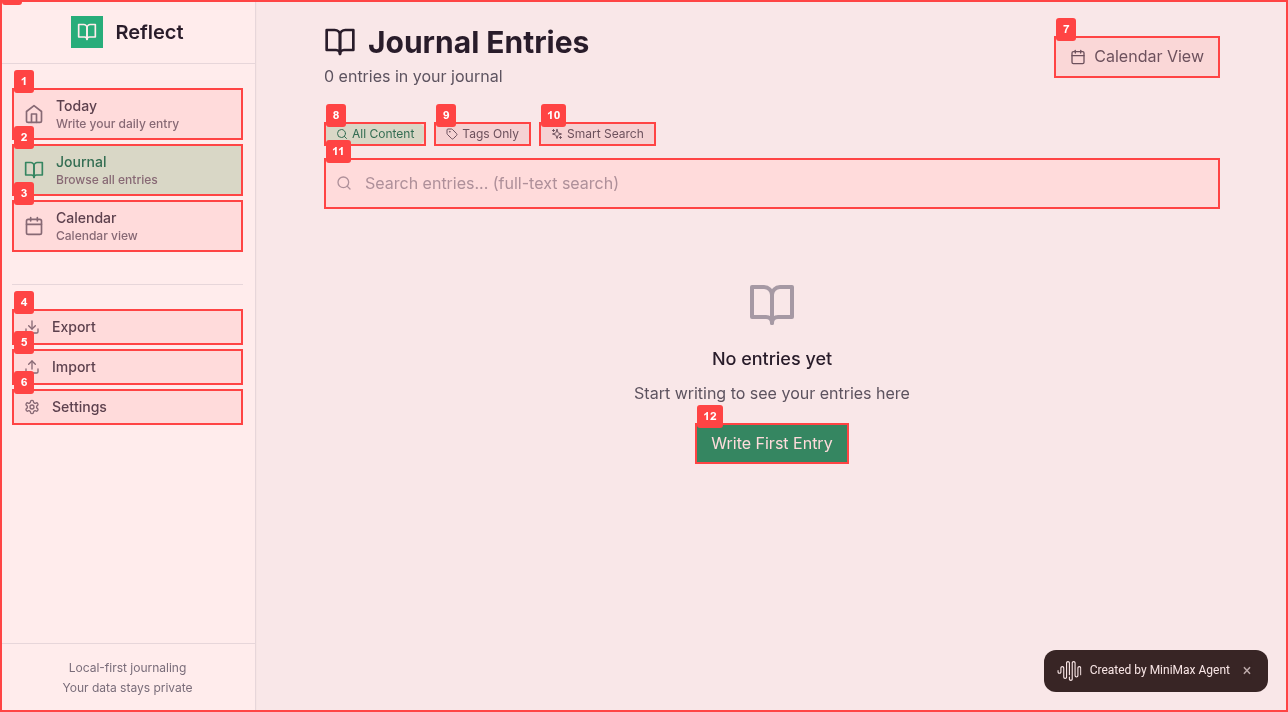 Reflect
1
Today
Write your daily entry
2
Journal
Browse all entries
3
Calendar
Calendar view
4
Export
5
Import
6
Settings
Local-first journaling
Your data stays private
Journal Entries
0 entries in your journal
7
Calendar View
8
All Content
9
Tags Only
10
Smart Search
11
Search entries... (full-text search)
No entries yet
Start writing to see your entries here
12
Write First Entry
Created by MiniMax Agent ×